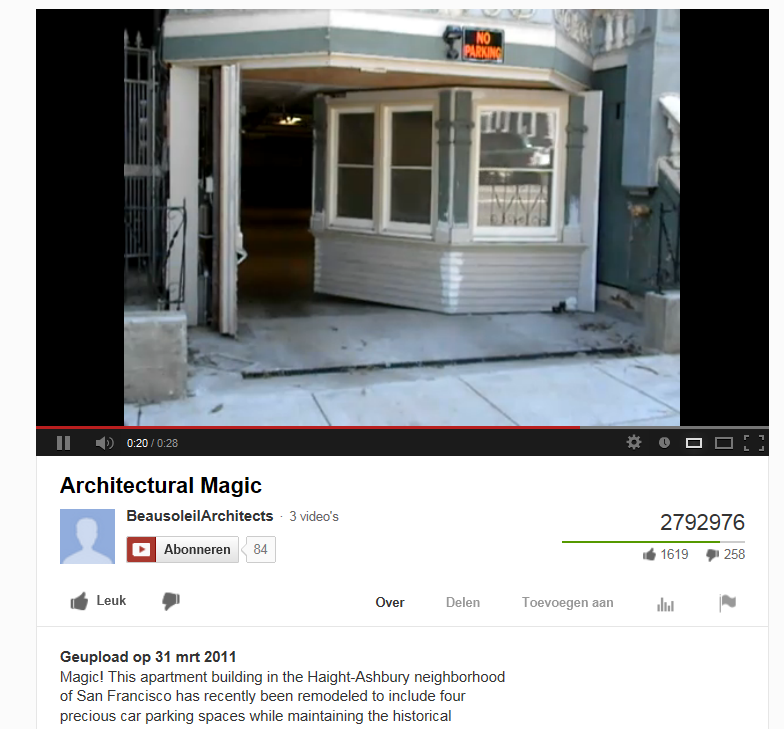 NO
PARKING
0:20 / 0:28
Architectural Magic
BeausoleilArchitects · 3 video's
Abonneren 84
2792976
1619 258
Leuk
Over Delen Toevoegen aan
Geupload op 31 mrt 2011
Magic! This apartment building in the Haight-Ashbury neighborhood
of San Francisco has recently been remodeled to include four
precious car parking spaces while maintaining the historical